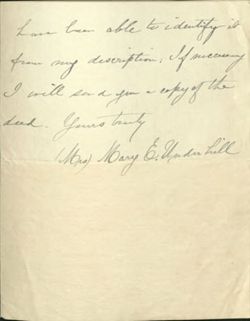 have been able to identify it
from my description; If necessary
I will send you a copy of the
deed. Yours truly
(Mrs) Mary E. Underhill